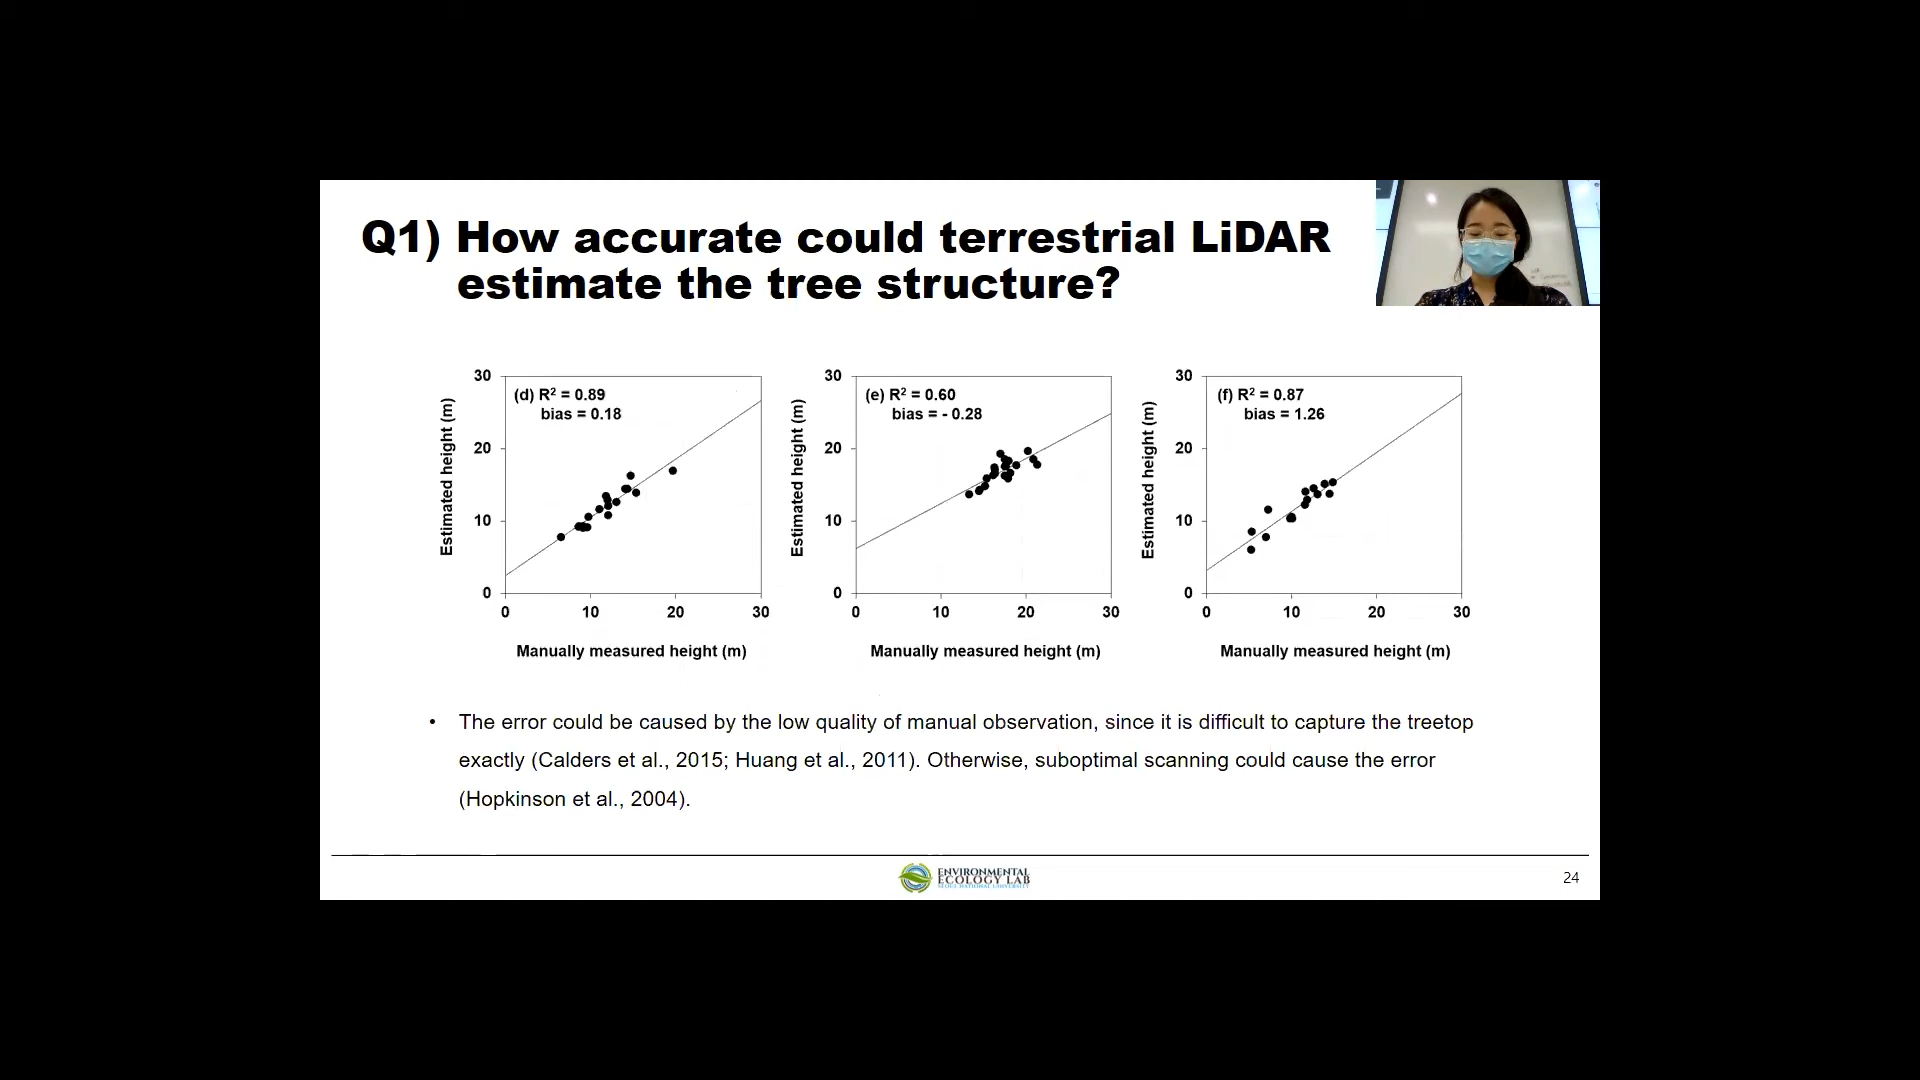 Q1) How accurate could terrestrial LiDAR
estimate the tree structure?
30
20
10
0
(d) R² = 0.89
bias = 0.18
Estimated height (m)
0 10 20 30
Manually measured height (m)
30
20
10
0
(e) R² = 0.60
bias = - 0.28
Estimated height (m)
0 10 20 30
Manually measured height (m)
30
20
10
0
(f) R² = 0.87
bias = 1.26
Estimated height (m)
0 10 20 30
Manually measured height (m)
• The error could be caused by the low quality of manual observation, since it is difficult to capture the treetop
exactly (Calders et al., 2015; Huang et al., 2011). Otherwise, suboptimal scanning could cause the error
(Hopkinson et al., 2004).
ENVIRONMENTAL
ECOLOGY LAB
SEOUL NATIONAL UNIVERSITY
24